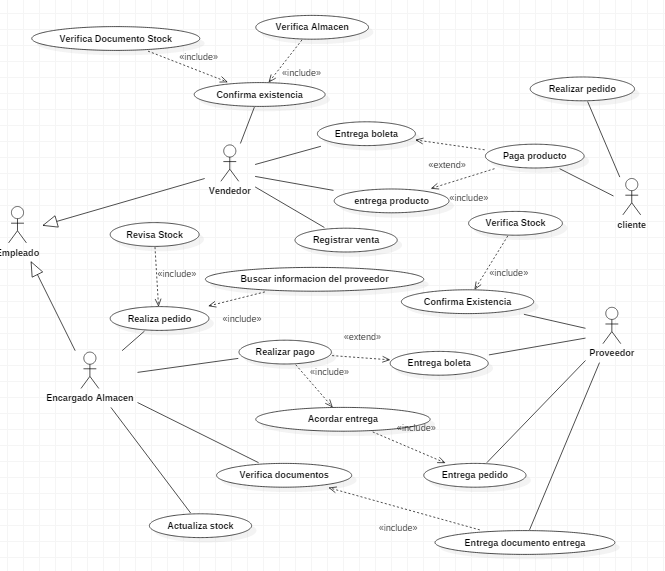 Verifica Almacen
Verifica Documento Stock
«include»
«include»
Confirma existencia
Realizar pedido
Entrega boleta
«extend»
Paga producto
Vendedor
entrega producto
«include»
cliente
Verifica Stock
Revisa Stock
Registrar venta
Empleado
«include»
Buscar informacion del proveedor
«include»
Confirma Existencia
Realiza pedido
«include»
«extend»
Realizar pago
Proveedor
Entrega boleta
«include»
Encargado Almacen
Acordar entrega
«include»
Verifica documentos
Entrega pedido
Actualiza stock
«include»
Entrega documento entrega